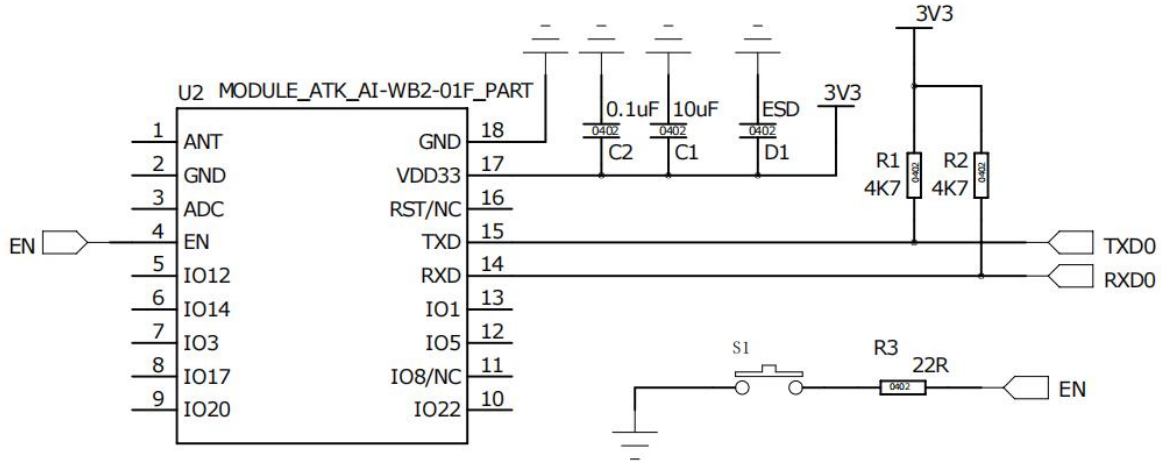 3V3
U2 MODULE_ATK_AI-WB2-01F_PART
0.1uF 10uF ESD 3V3
0402 0402 0402
C2 C1 D1
1 ANT GND 18
2 GND VDD33 17
3 ADC RST/NC 16
EN 4 EN TXD 15 TXD0
5 IO12 RXD 14 RXD0
6 IO14 IO1 13
7 IO3 IO5 12
8 IO17 IO8/NC 11
9 IO20 IO22 10
R1 R2
4K7 0402 4K7 0402
S1 R3
22R
0402 EN